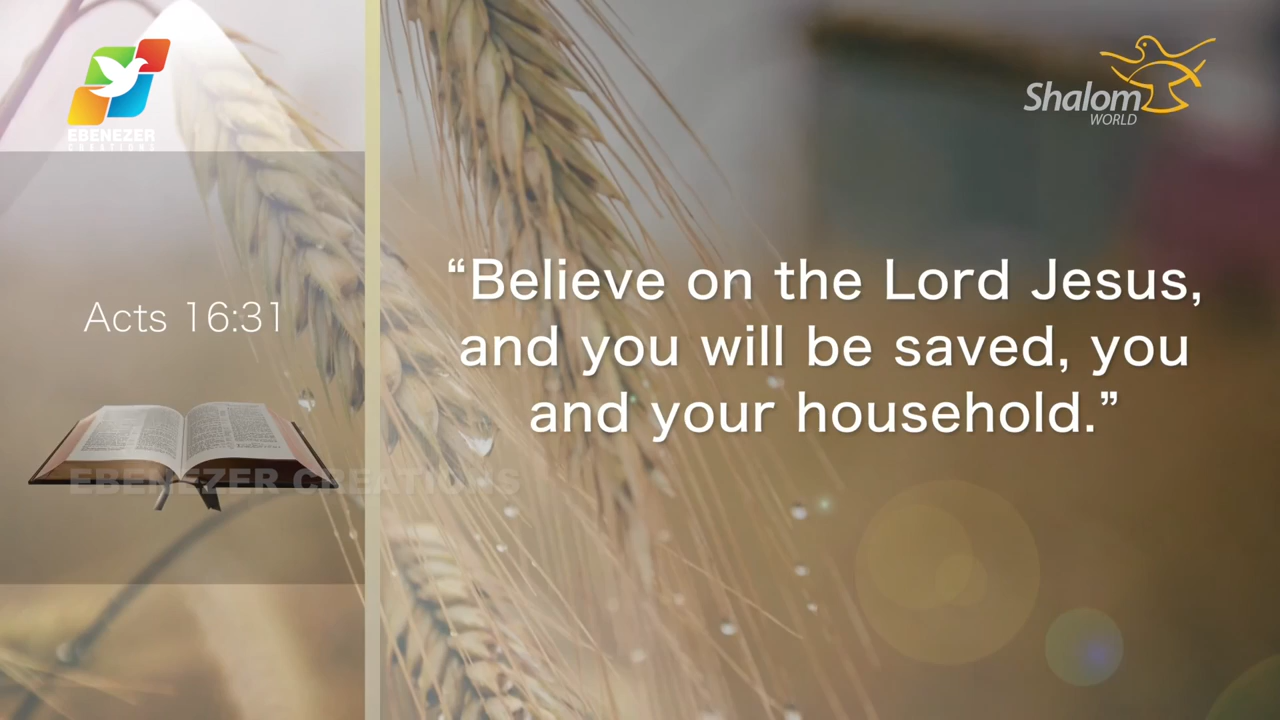 EBENEZER
CREATIONS
Shalom
WORLD
Acts 16:31
“Believe on the Lord Jesus,
and you will be saved, you
and your household.”
EBENEZER CREATIONS